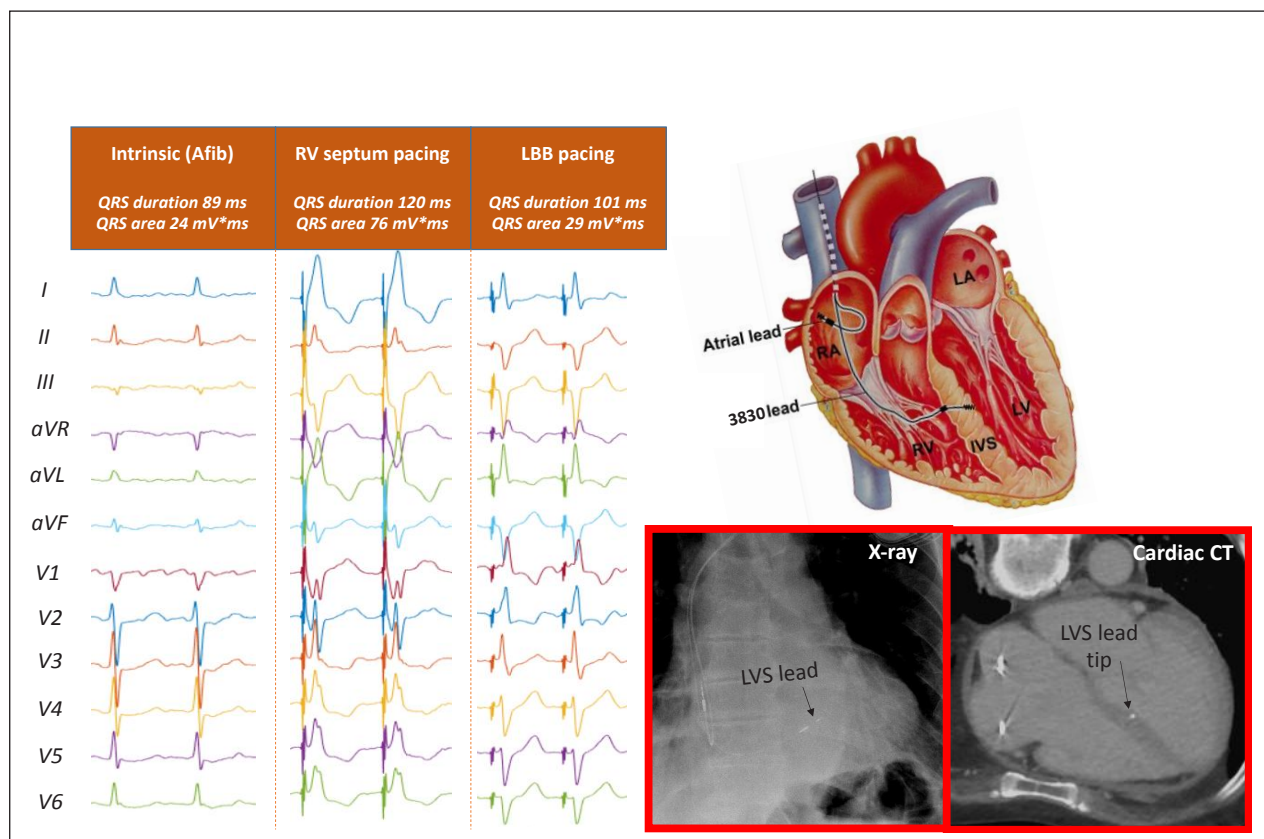 Intrinsic (Afib)
QRS duration 89 ms
QRS area 24 mV*ms
RV septum pacing
QRS duration 120 ms
QRS area 76 mV*ms
LBB pacing
QRS duration 101 ms
QRS area 29 mV*ms
I
II
III
aVR
aVL
aVF
V1
V2
V3
V4
V5
V6
LA
Atrial lead
RA
3830 lead
RV
IVS
LV
X-ray
LVS lead
Cardiac CT
LVS lead
tip